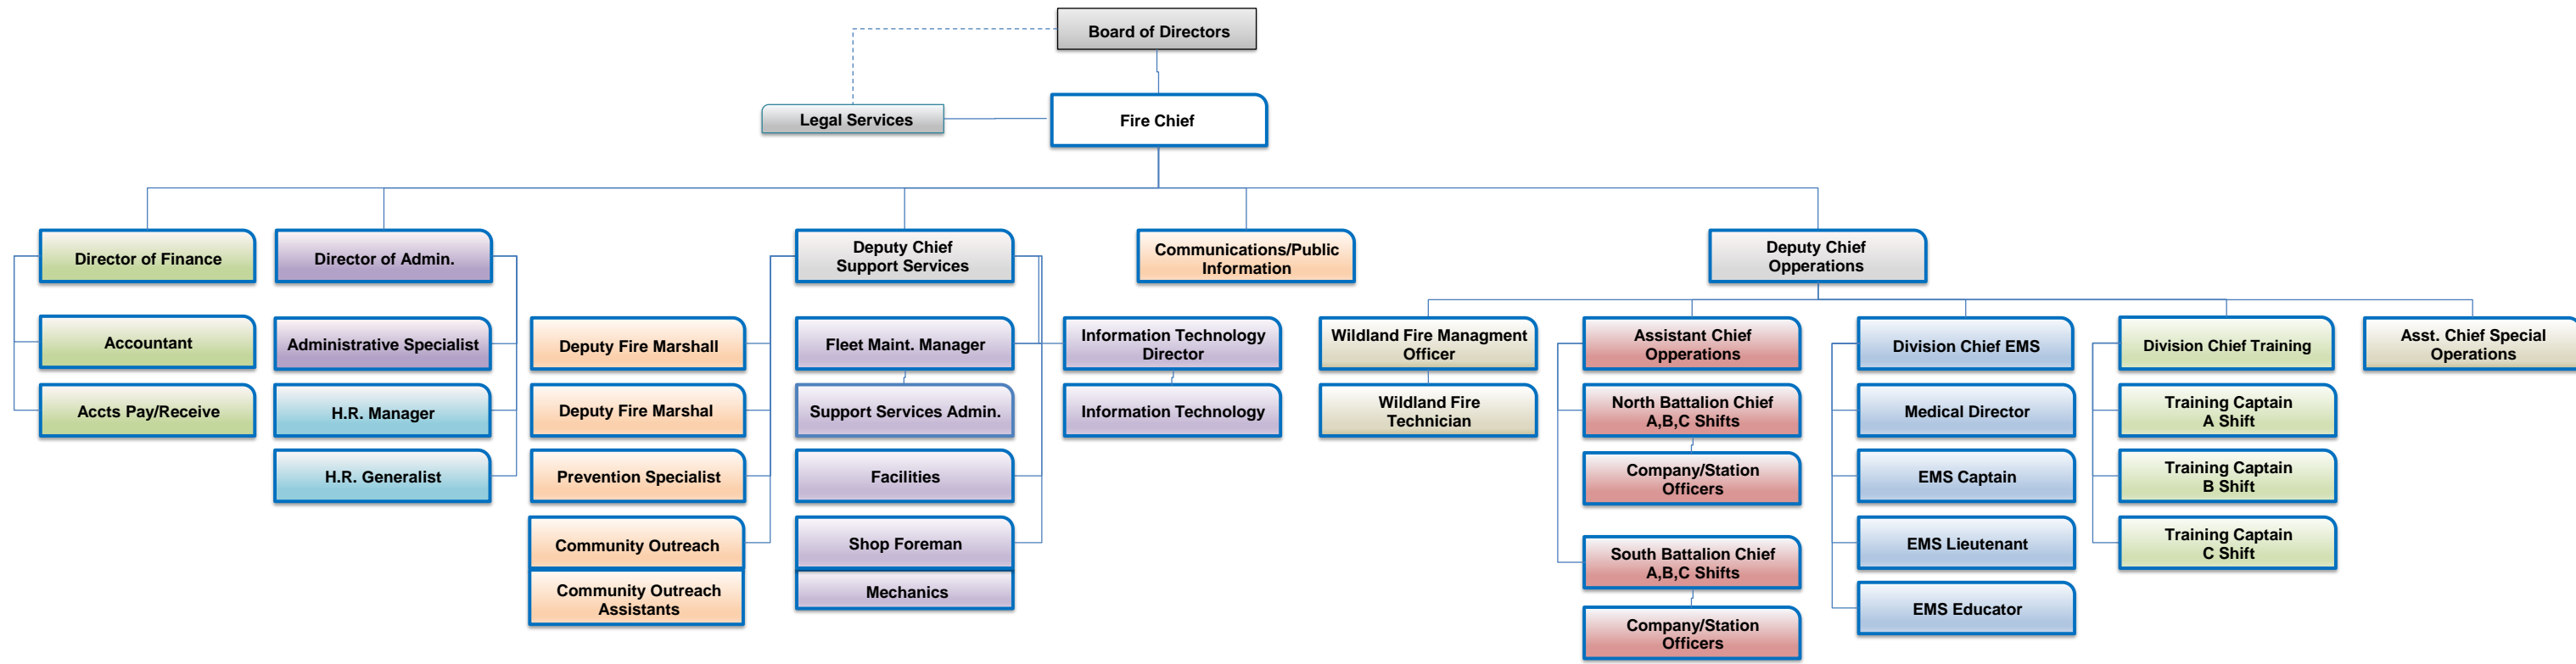 Board of Directors
Legal Services
Fire Chief
Director of Finance
Director of Admin.
Deputy Chief
Support Services
Communications/Public
Information
Deputy Chief
Opperations
Accountant
Administrative Specialist
Deputy Fire Marshall
Fleet Maint. Manager
Information Technology
Director
Wildland Fire Managment
Officer
Assistant Chief
Opperations
Division Chief EMS
Division Chief Training
Asst. Chief Special
Operations
Accts Pay/Receive
H.R. Manager
Deputy Fire Marshal
Support Services Admin.
Information Technology
Wildland Fire
Technician
North Battalion Chief
A,B,C Shifts
Medical Director
Training Captain
A Shift
H.R. Generalist
Prevention Specialist
Facilities
Company/Station
Officers
EMS Captain
Training Captain
B Shift
Community Outreach
Shop Foreman
South Battalion Chief
A,B,C Shifts
EMS Lieutenant
Training Captain
C Shift
Community Outreach
Assistants
Mechanics
Company/Station
Officers
EMS Educator